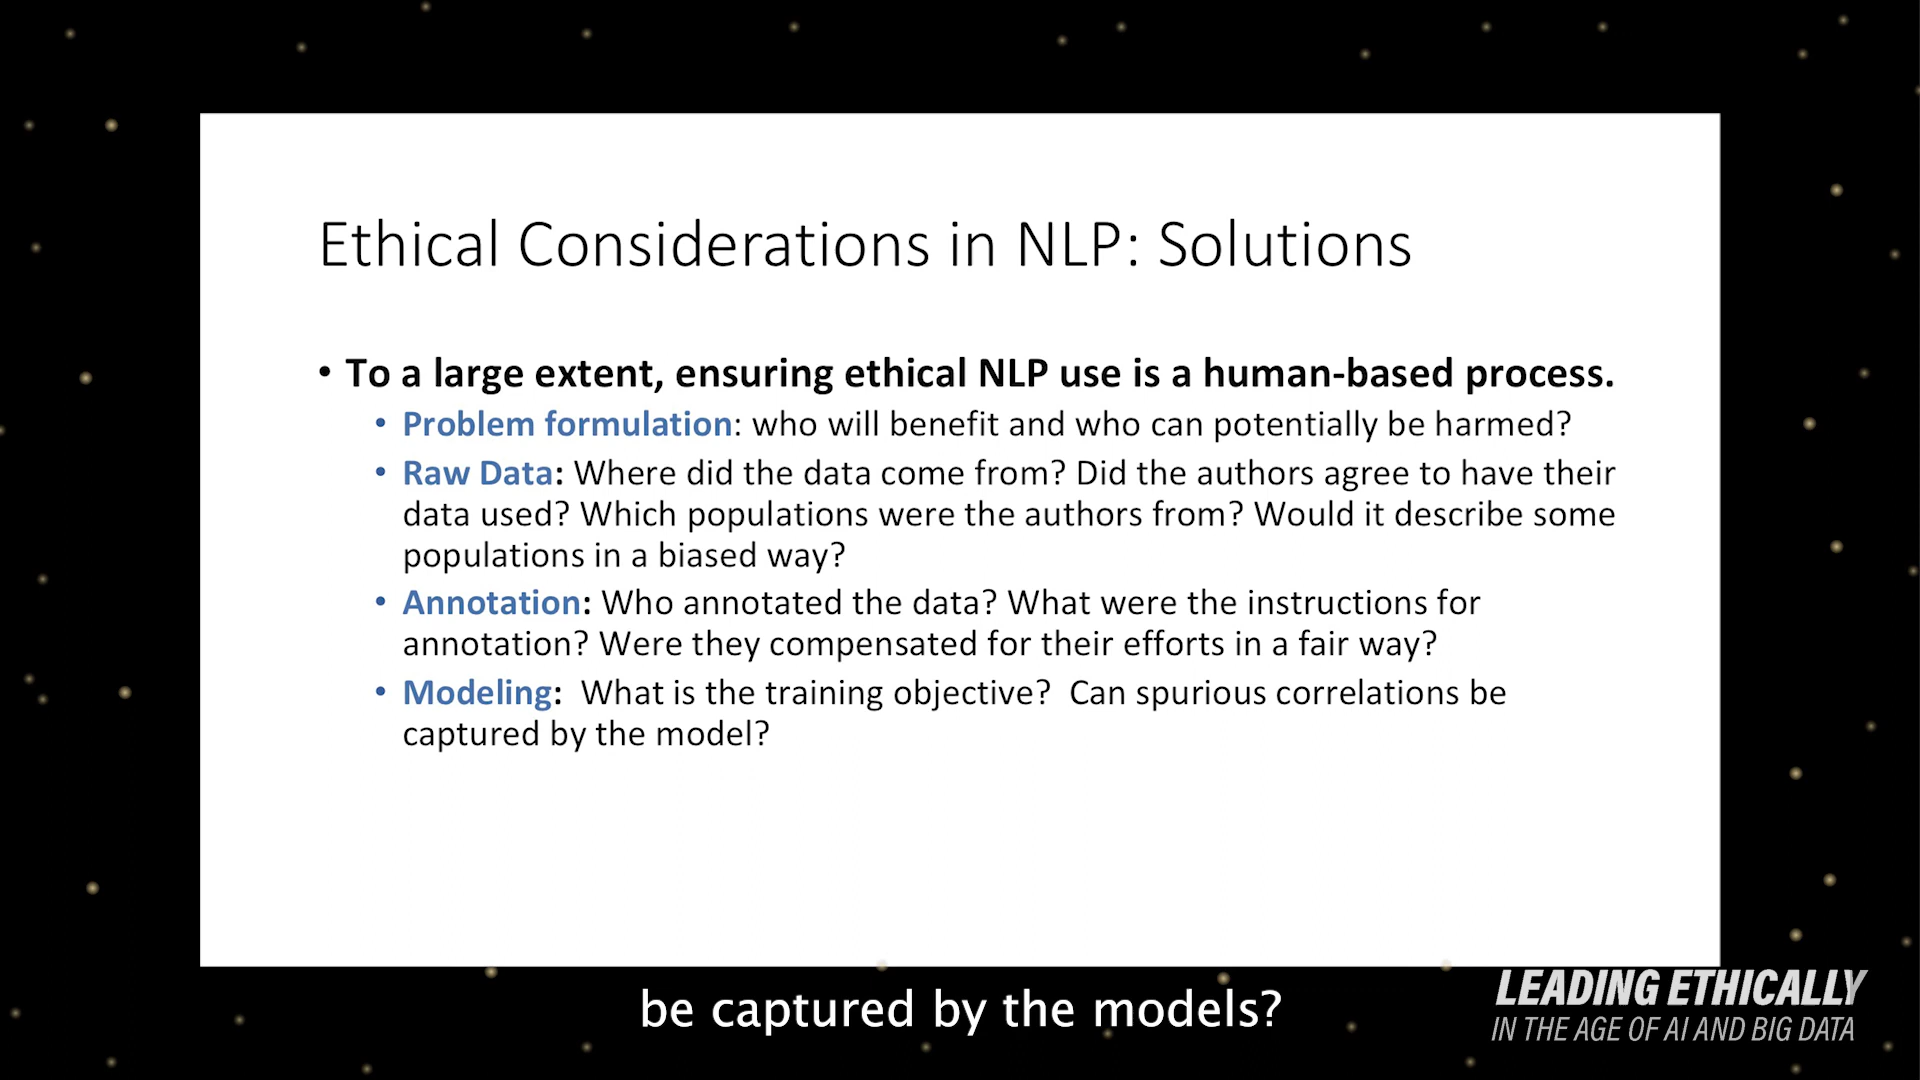 Ethical Considerations in NLP: Solutions
• To a large extent, ensuring ethical NLP use is a human-based process.
• Problem formulation: who will benefit and who can potentially be harmed?
• Raw Data: Where did the data come from? Did the authors agree to have their
data used? Which populations were the authors from? Would it describe some
populations in a biased way?
• Annotation: Who annotated the data? What were the instructions for
annotation? Were they compensated for their efforts in a fair way?
• Modeling: What is the training objective? Can spurious correlations be
captured by the model?
be captured by the models?
LEADING ETHICALLY
IN THE AGE OF AI AND BIG DATA